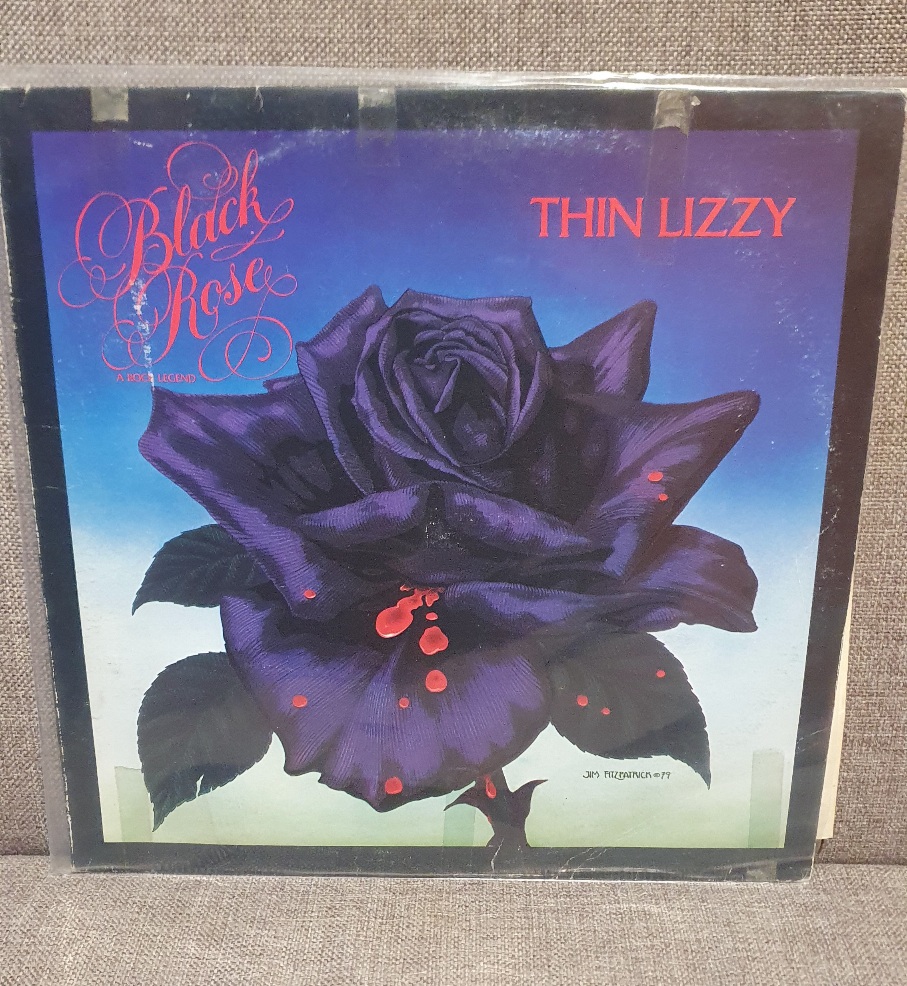 Black
Rose
A ROCK LEGEND
THIN LIZZY
JIM FITZPATRICK © 79